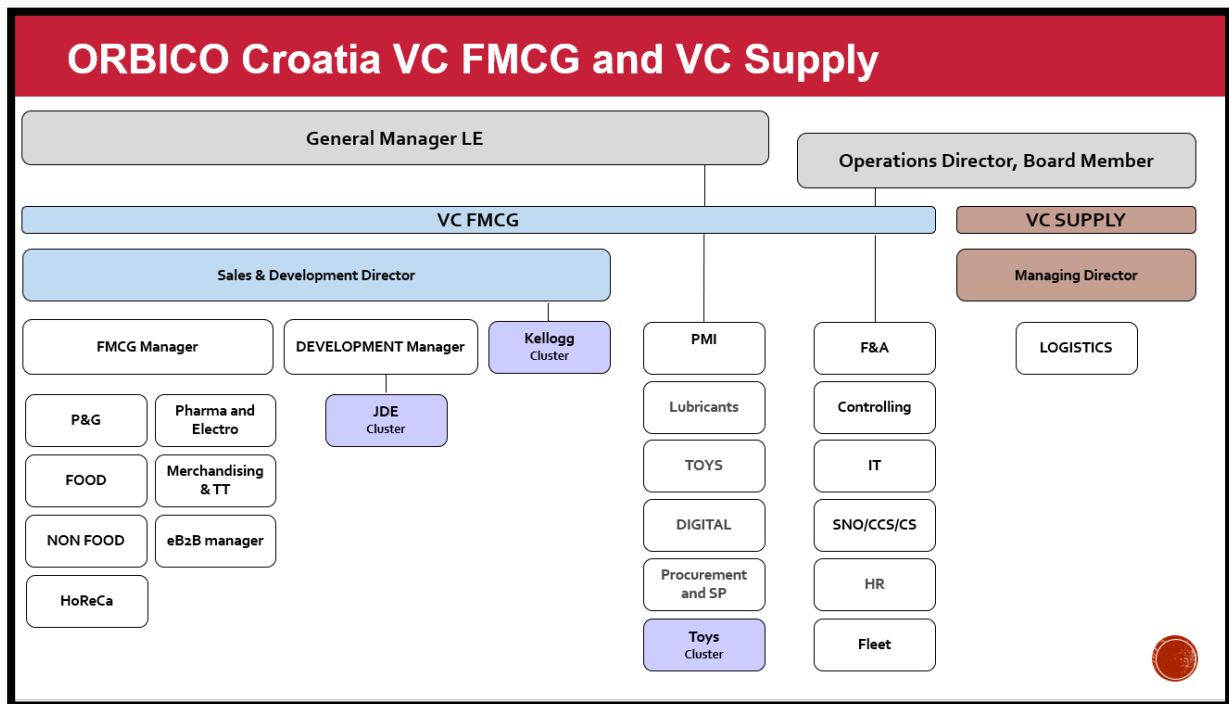 ORBICO Croatia VC FMCG and VC Supply
General Manager LE
Operations Director, Board Member
VC FMCG
VC SUPPLY
Sales & Development Director
Managing Director
FMCG Manager
DEVELOPMENT Manager
Kellogg
Cluster
PMI
F&A
LOGISTICS
P&G
Pharma and
Electro
JDE
Cluster
Lubricants
Controlling
FOOD
Merchandising
& TT
TOYS
IT
NON FOOD
eB2B manager
DIGITAL
SNO/CCS/CS
HoReCa
Procurement
and SP
HR
Toys
Cluster
Fleet